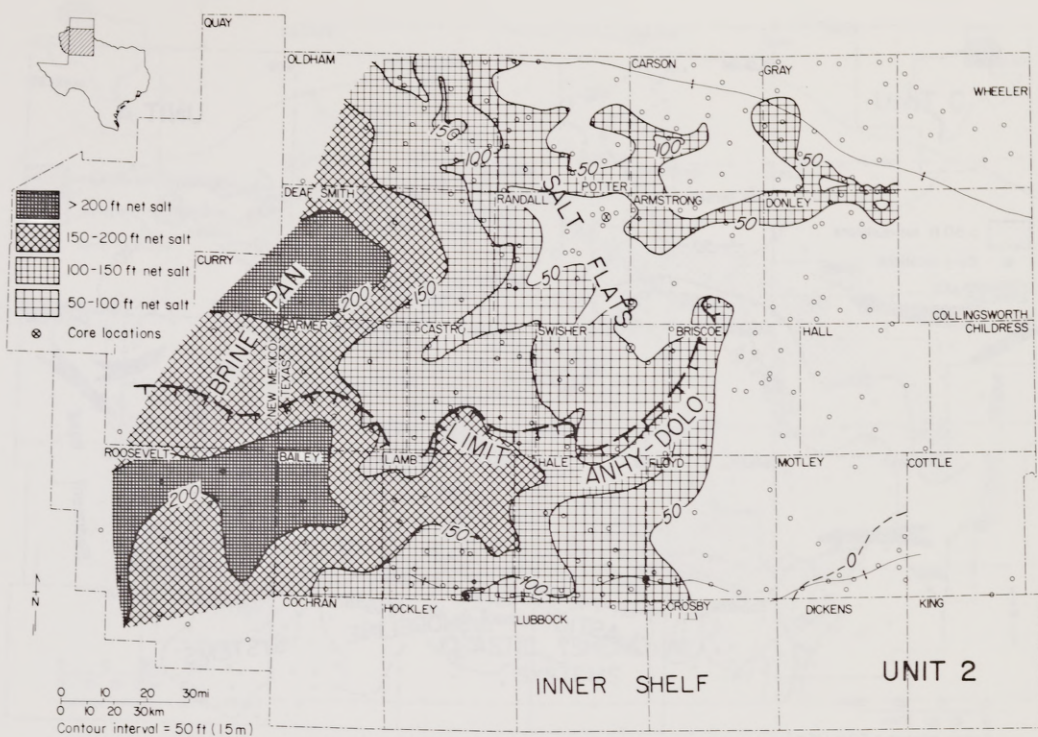 QUAY
OLDHAM
CARSON
GRAY
WHEELER
150
100
100
50
50
> 200 ft net salt
150-200 ft net salt
100-150 ft net salt
50-100 ft net salt
Core locations
DEAF SMITH
RANDALL
POTTER
ARMSTRONG
DONLEY
50
SALT FLATS
CURRY
BRINE PAN
200
150
50
PARMER
CASTRO
SWISHER
BRISCOE
HALL
COLLINGSWORTH
CHILDRESS
NEW MEXICO
TEXAS
ROOSEVELT
BAILEY
LAMB
LIMIT
HALE
ANHY-DOLO
FLOYD
MOTLEY
COTTLE
200
150
50
100
0
N
COCHRAN
HOCKLEY
LUBBOCK
CROSBY
DICKENS
KING
INNER SHELF
UNIT 2
0 10 20 30mi
0 10 20 30km
Contour interval = 50 ft (15m)